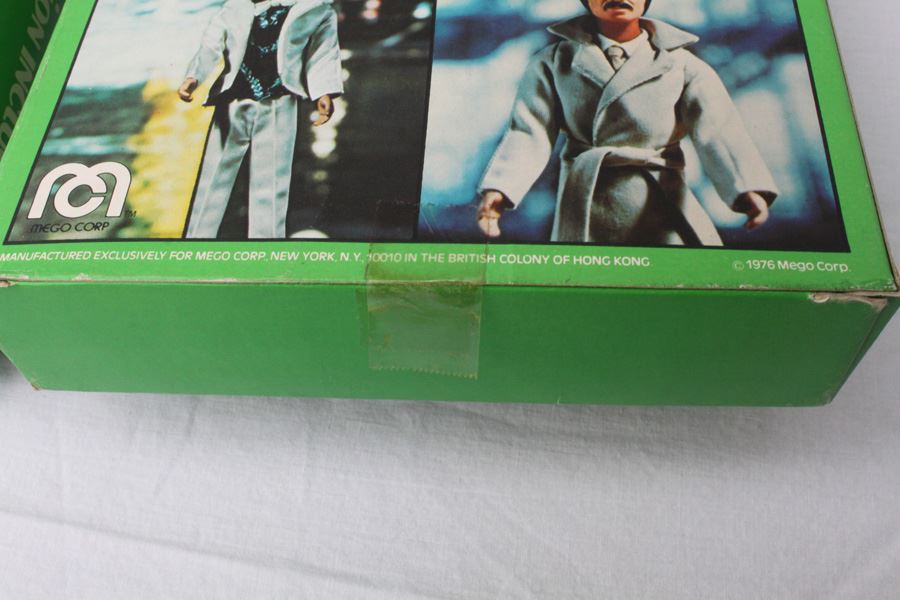 MEGO CORP
TM
MANUFACTURED EXCLUSIVELY FOR MEGO CORP. NEW YORK, N.Y. 10010 IN THE BRITISH COLONY OF HONG KONG
© 1976 Mego Corp.